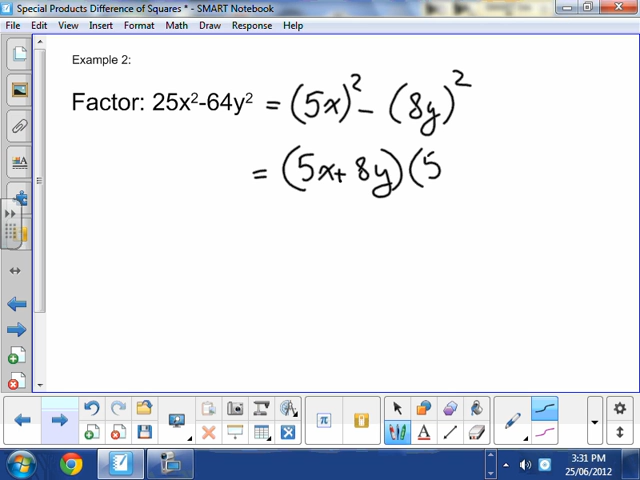 Special Products Difference of Squares * - SMART Notebook
File Edit View Insert Format Tools Math Draw Response Help
Example 2:
Factor: 25x²-64y² = (5x)² - (8y)²
= (5x+ 8y)(5
π
A
3:31 PM
25/06/2012